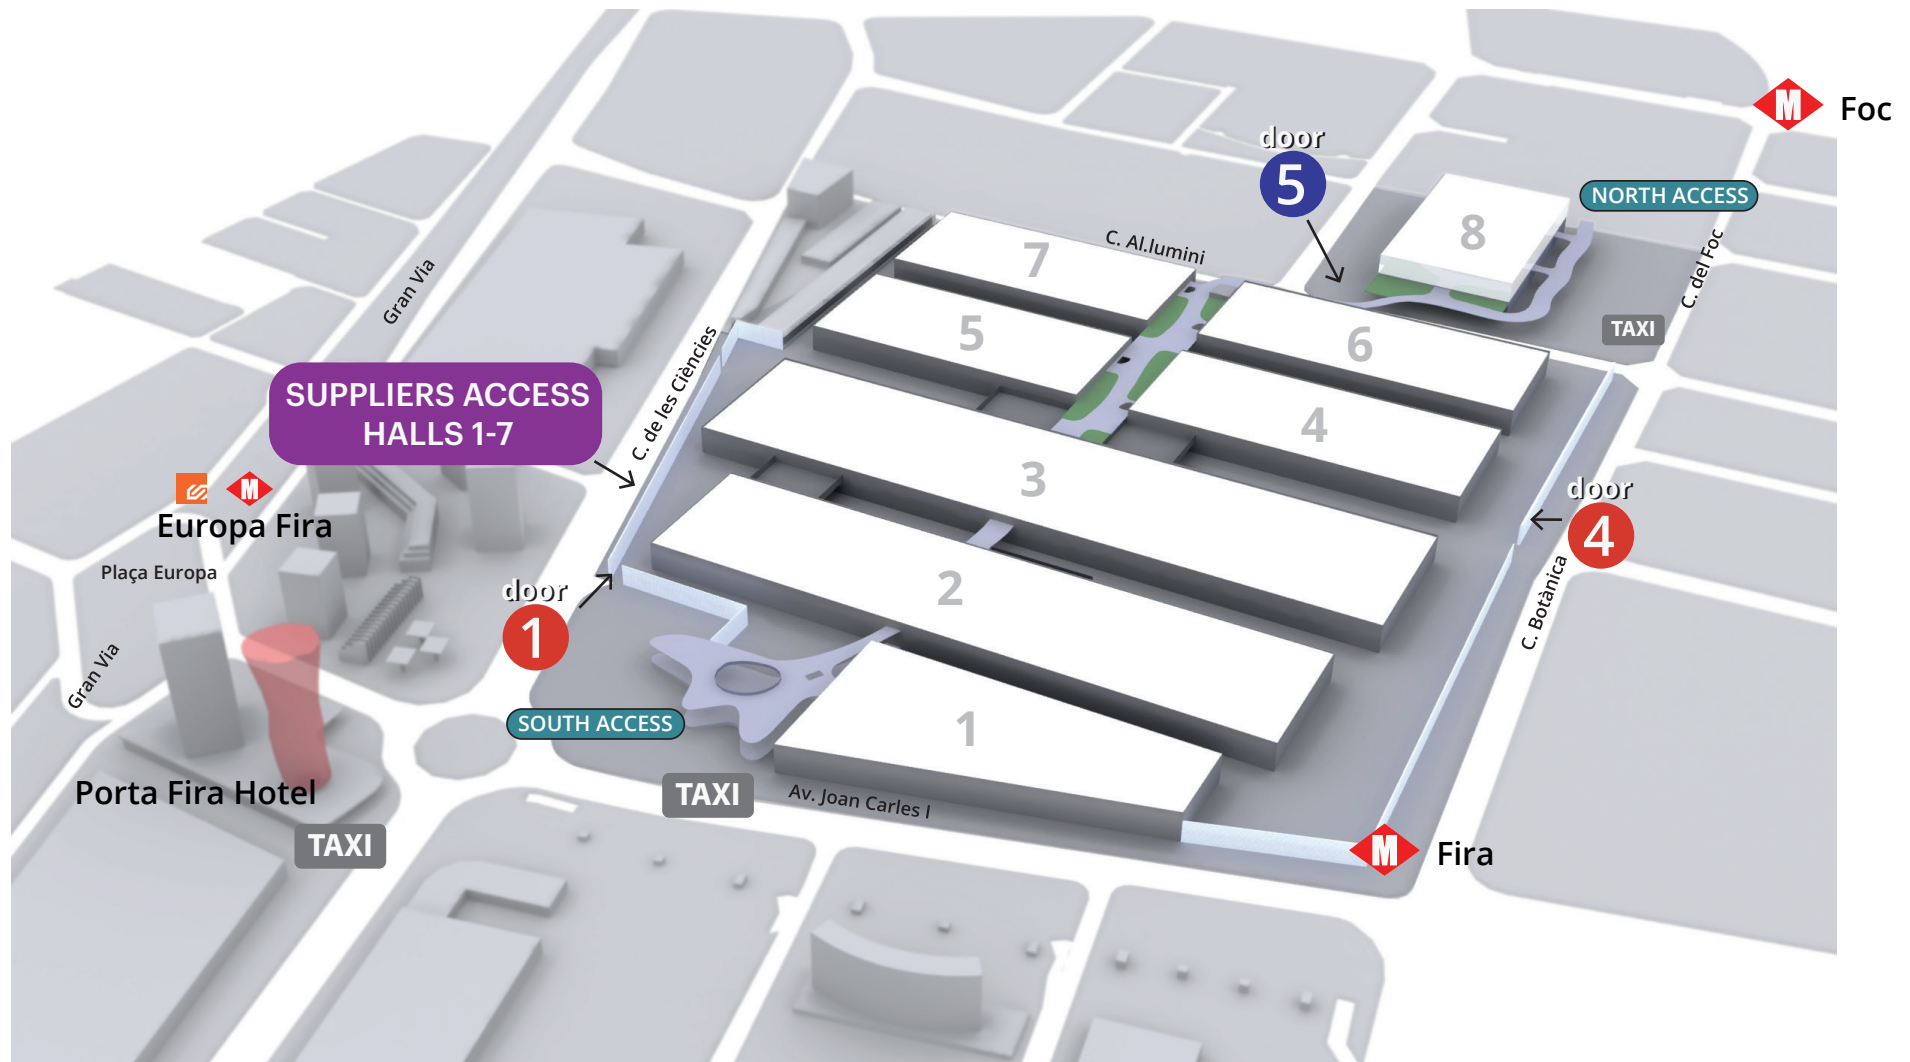 M Foc
door
5
NORTH ACCESS
8
C. Al.lumini
7
C. del Foc
Gran Via
TAXI
5
6
C. de les Ciències
SUPPLIERS ACCESS
HALLS 1-7
4
3
M
Europa Fira
door
4
Plaça Europa
2
door
1
C. Botànica
Gran Via
SOUTH ACCESS
1
Porta Fira Hotel
TAXI
Av. Joan Carles I
TAXI
M Fira